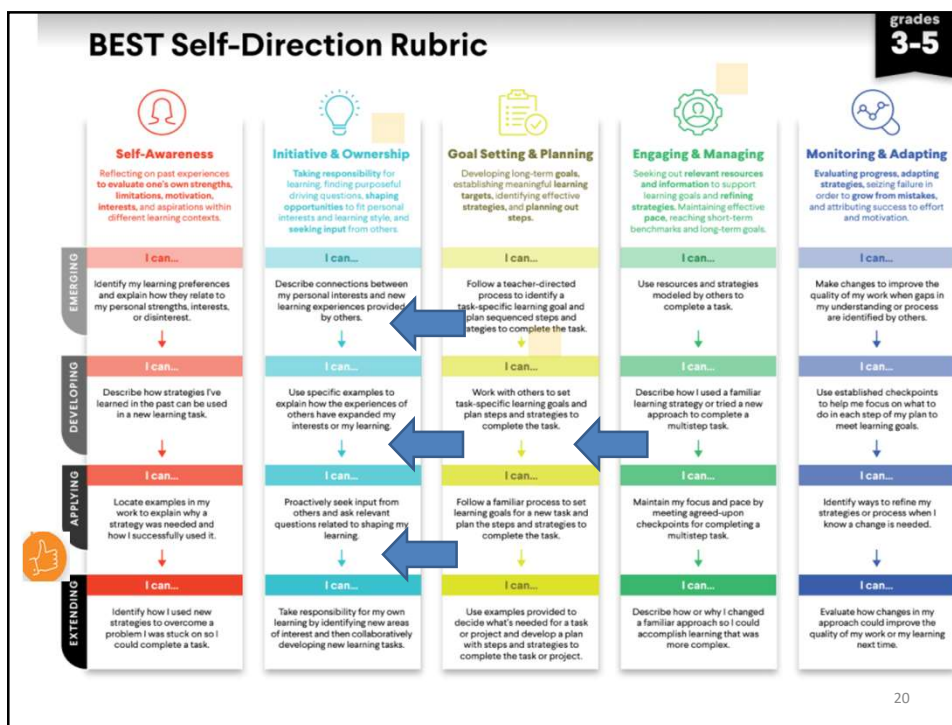 grades
3-5
BEST Self-Direction Rubric
Self-Awareness
Reflecting on past experiences
to evaluate one's own strengths,
limitations, motivation,
interests, and aspirations within
different learning contexts.
Initiative & Ownership
Taking responsibility for
learning, finding purposeful
driving questions, shaping
opportunities to fit personal
interests and learning style, and
seeking input from others.
Goal Setting & Planning
Developing long-term goals,
establishing meaningful learning
targets, identifying effective
strategies, and planning out
steps.
Engaging & Managing
Seeking out relevant resources
and information to support
learning goals and refining
strategies. Maintaining effective
pace, reaching short-term
benchmarks and long-term goals.
Monitoring & Adapting
Evaluating progress, adapting
strategies, seizing failure in
order to grow from mistakes,
and attributing success to effort
and motivation.
EMERGING
I can...
Identify my learning preferences
and explain how they relate to
my personal strengths, interests,
or disinterest.
I can...
Describe connections between
my personal interests and new
learning experiences provided
by others.
I can...
Follow a teacher-directed
process to identify a
task-specific learning goal and
plan sequenced steps and
strategies to complete the task.
I can...
Use resources and strategies
modeled by others to
complete a task.
I can...
Make changes to improve the
quality of my work when gaps in
my understanding or process
are identified by others.
DEVELOPING
I can...
Describe how strategies I've
learned in the past can be used
in a new learning task.
I can...
Use specific examples to
explain how the experiences of
others have expanded my
interests or my learning.
I can...
Work with others to set
task-specific learning goals and
plan steps and strategies to
complete the task.
I can...
Describe how I used a familiar
learning strategy or tried a new
approach to complete a
multistep task.
I can...
Use established checkpoints
to help me focus on what to
do in each step of my plan to
meet learning goals.
APPLYING
I can...
Locate examples in my
work to explain why a
strategy was needed and
how I successfully used it.
I can...
Proactively seek input from
others and ask relevant
questions related to shaping my
learning.
I can...
Follow a familiar process to set
learning goals for a new task and
plan the steps and strategies to
complete the task.
I can...
Maintain my focus and pace by
meeting agreed-upon
checkpoints for completing a
multistep task.
I can...
Identify ways to refine my
strategies or process when I
know a change is needed.
EXTENDING
I can...
Identify how I used new
strategies to overcome a
problem I was stuck on so I
could complete a task.
I can...
Take responsibility for my own
learning by identifying new areas
of interest and then collaboratively
developing new learning tasks.
I can...
Use examples provided to
decide what's needed for a task
or project and develop a plan
with steps and strategies to
complete the task or project.
I can...
Describe how or why I changed
a familiar approach so I could
accomplish learning that was
more complex.
I can...
Evaluate how changes in my
approach could improve the
quality of my work or my learning
next time.
20